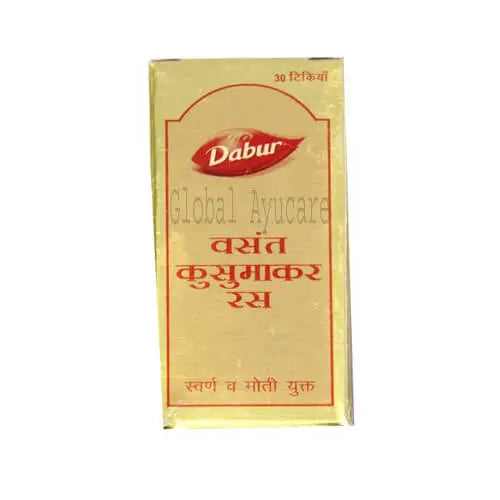 30 टिकियाँ
Dabur
Global Ayucare
वसंत
कुसुमाकर
रस
स्वर्ण व मोती युक्त